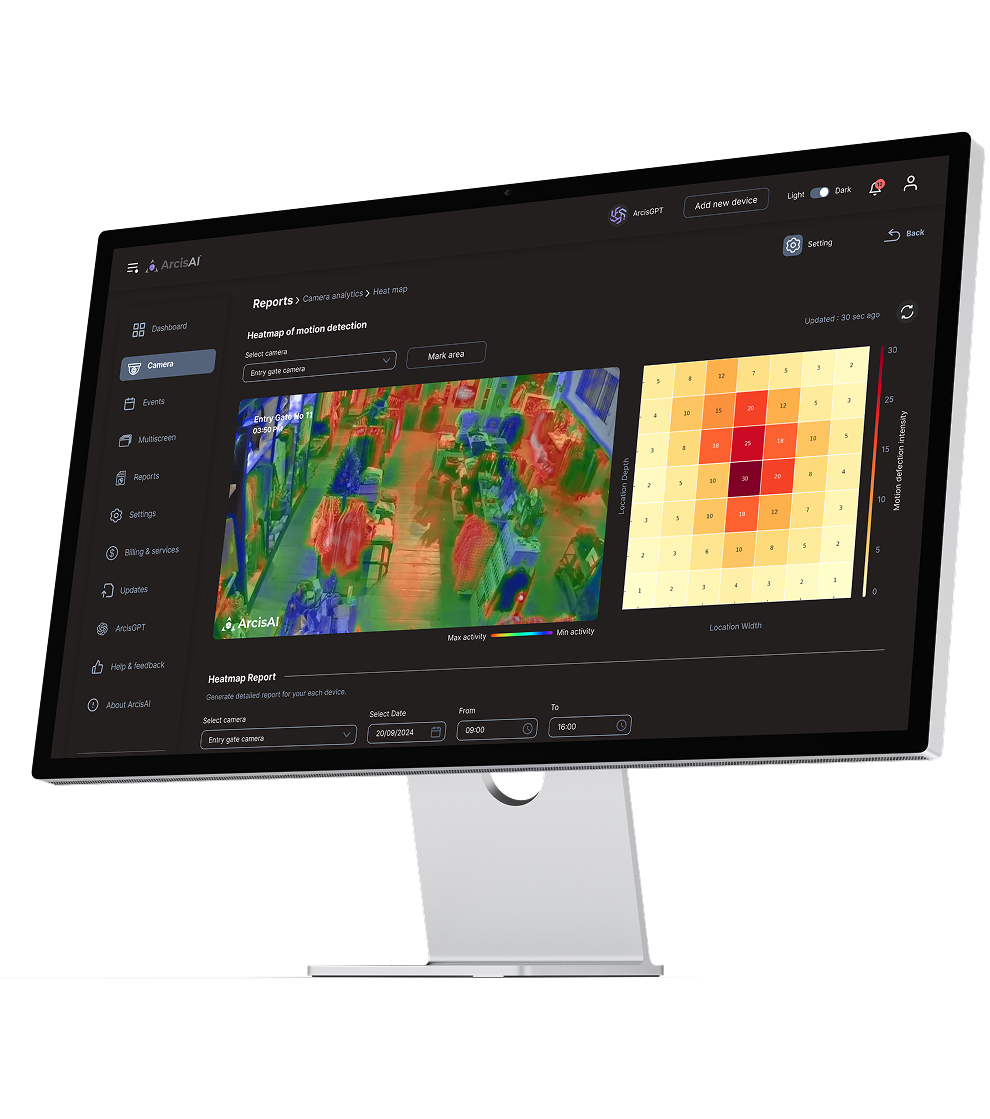 ArcisAI
ArcisGPT
Add new device
Light
Dark
Setting
Back
Dashboard
Camera
Events
Multiscreen
Reports
Settings
Billing & services
Updates
ArcisGPT
Help & feedback
About ArcisAI
Reports > Camera analytics > Heat map
Heatmap of motion detection
Updated : 30 sec ago
Select camera
Entry gate camera
Mark area
Entry Gate No 11
03:50 PM
ArcisAI
Max activity
Min activity
Location Depth
5 8 12 7 5 3 2
4 10 15 20 12 5 3
3 8 18 25 18 10 5
2 5 10 30 20 8 4
3 5 10 18 12 7 3
2 3 6 10 8 5 2
1 2 3 4 3 2 1
Location Width
30
25
15
10
5
0
Motion defection intensity
Heatmap Report
Generate detailed report for your each device.
Select camera
Entry gate camera
Select Date
20/09/2024
From
09:00
To
16:00